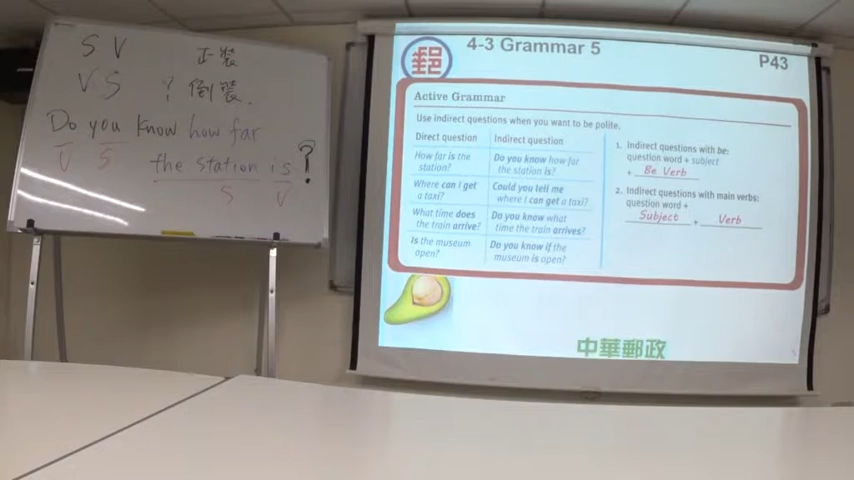 S V 正裝
V S ? 倒裝.
Do you know how far
V S the station is?
S V
郵
4-3 Grammar 5
P43
Active Grammar
Use indirect questions when you want to be polite.
Direct question
Indirect question
How far is the
station?
Do you know how far
the station is?
Where can I get
a taxi?
Could you tell me
where I can get a taxi?
What time does
the train arrive?
Do you know what
time the train arrives?
Is the museum
open?
Do you know if the
museum is open?
1. Indirect questions with be:
question word + subject
+ Be Verb
2. Indirect questions with main verbs:
question word +
Subject + Verb
中華郵政